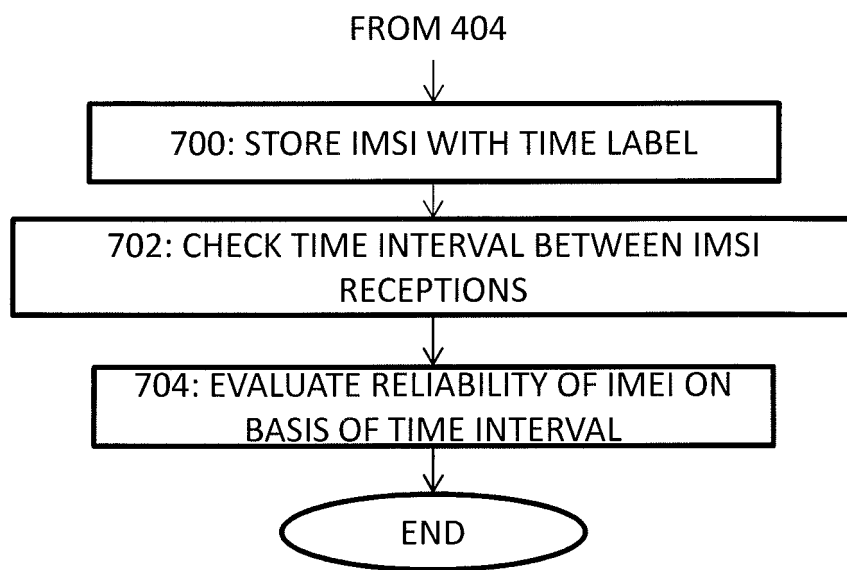 FROM 404
700: STORE IMSI WITH TIME LABEL
702: CHECK TIME INTERVAL BETWEEN IMSI
RECEPTIONS
704: EVALUATE RELIABILITY OF IMEI ON
BASIS OF TIME INTERVAL
END